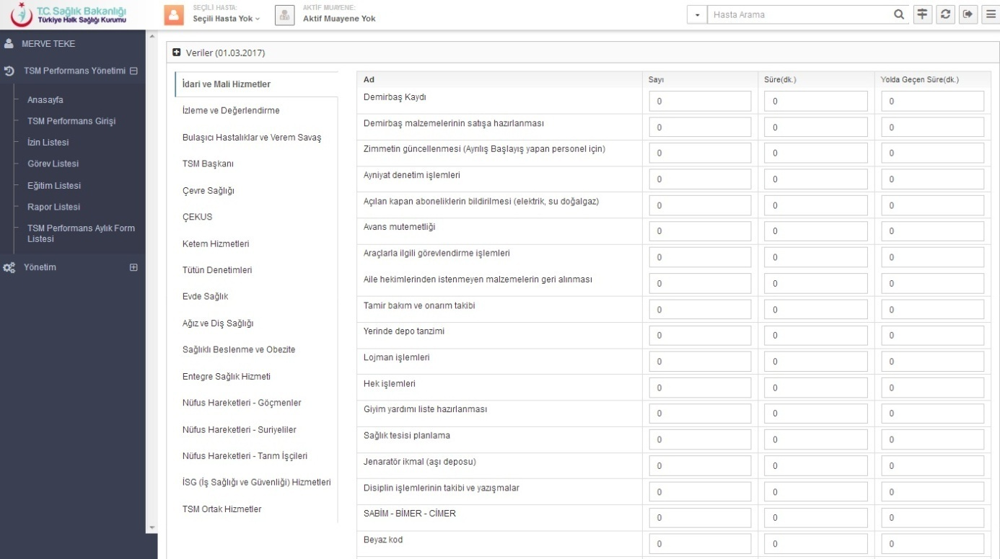 T.C. Sağlık Bakanlığı
Türkiye Halk Sağlığı Kurumu
SEÇİLİ HASTA:
Seçili Hasta Yok
AKTİF MUAYENE:
Aktif Muayene Yok
Hasta Arama
MERVE TEKE
TSM Performans Yönetimi
Anasayfa
TSM Performans Girişi
İzin Listesi
Görev Listesi
Eğitim Listesi
Rapor Listesi
TSM Performans Aylık Form
Listesi
Yönetim
Veriler (01.03.2017)
İdari ve Mali Hizmetler
İzleme ve Değerlendirme
Bulaşıcı Hastalıklar ve Verem Savaş
TSM Başkanı
Çevre Sağlığı
ÇEKUS
Ketem Hizmetleri
Tütün Denetimleri
Evde Sağlık
Ağız ve Diş Sağlığı
Sağlıklı Beslenme ve Obezite
Entegre Sağlık Hizmeti
Nüfus Hareketleri - Göçmenler
Nüfus Hareketleri - Suriyeliler
Nüfus Hareketleri - Tarım İşçileri
İSG (İş Sağlığı ve Güvenliği) Hizmetleri
TSM Ortak Hizmetler
Ad Sayı Süre(dk.) Yolda Geçen Süre(dk.)
Demirbaş Kaydı 0 0 0
Demirbaş malzemelerinin satışa hazırlanması 0 0 0
Zimmetin güncellenmesi (Ayrılış Başlayış yapan personel için) 0 0 0
Ayniyat denetim işlemleri 0 0 0
Açılan kapan aboneliklerin bildirilmesi (elektrik, su doğalgaz) 0 0 0
Avans mutemetliği 0 0 0
Araçlarla ilgili görevlendirme işlemleri 0 0 0
Aile hekimlerinden istenmeyen malzemelerin geri alınması 0 0 0
Tamir bakım ve onarım takibi 0 0 0
Yerinde depo tanzimi 0 0 0
Lojman işlemleri 0 0 0
Hek işlemleri 0 0 0
Giyim yardımı liste hazırlanması 0 0 0
Sağlık tesisi planlama 0 0 0
Jenaratör ikmal (aşı deposu) 0 0 0
Disiplin işlemlerinin takibi ve yazışmalar 0 0 0
SABİM - BİMER - CİMER 0 0 0
Beyaz kod 0 0 0